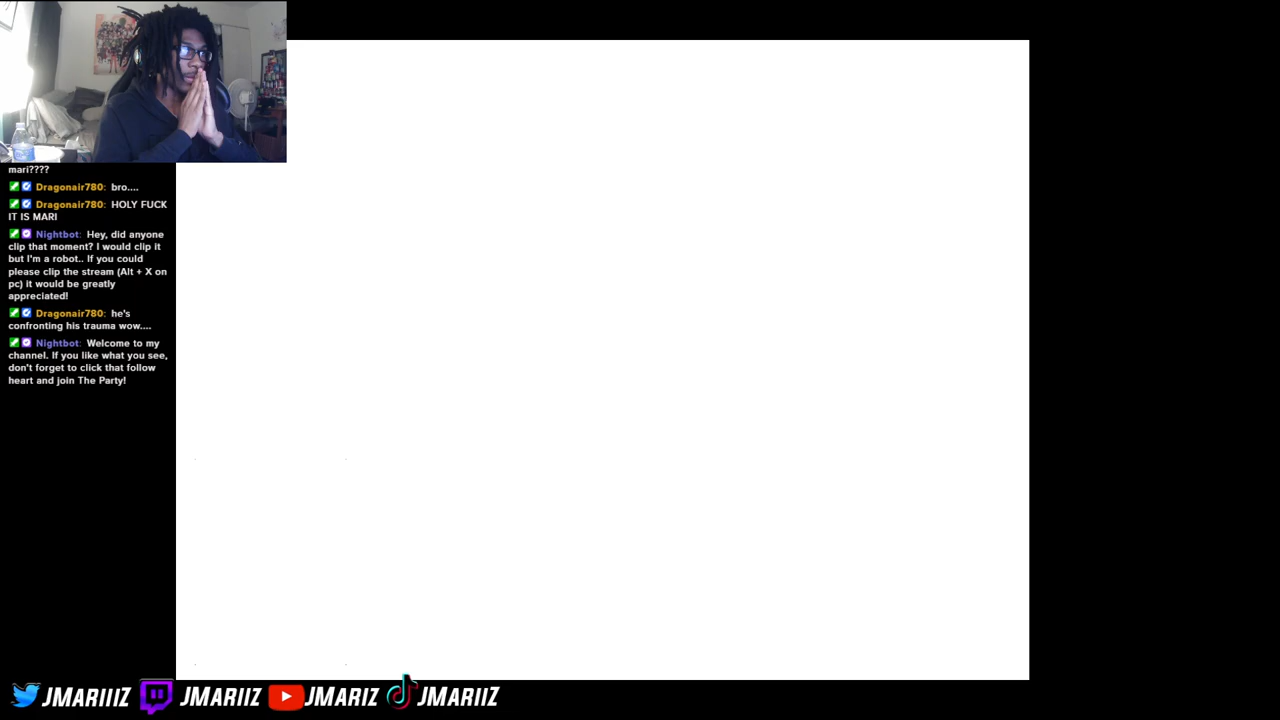 mari????
Dragonair780: bro....
Dragonair780: HOLY FUCK
IT IS MARI
Nightbot: Hey, did anyone
clip that moment? I would clip it
but I'm a robot.. If you could
please clip the stream (Alt + X on
pc) it would be greatly
appreciated!
Dragonair780: he's
confronting his trauma wow....
Nightbot: Welcome to my
channel. If you like what you see,
don't forget to click that follow
heart and join The Party!
JMARIIIZ JMARIIZ JMARIZ JMARIIZ